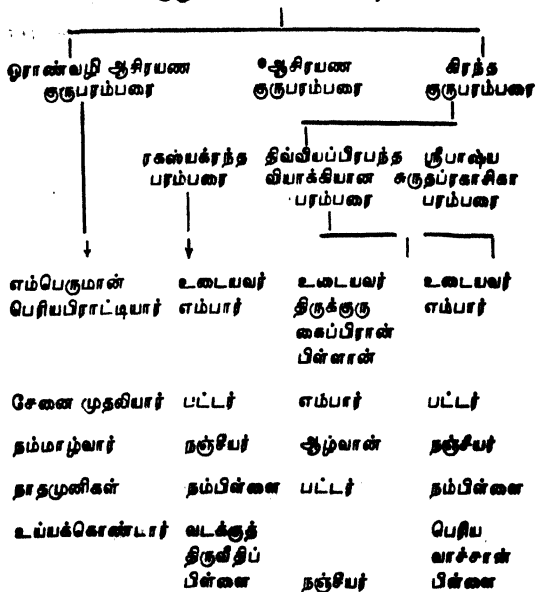 ஓராண்வழி ஆசிரயண ஆசிரயண கிரந்த
குருபரம்பரை குருபரம்பரை குருபரம்பரை
ரகஸ்யக்ரந்த திவ்வியப்பிரபந்த ஸ்ரீபாஷ்ய
பரம்பரை வியாக்கியான சுருதப்ரகாசிகா
பரம்பரை பரம்பரை
எம்பெருமான் உடையவர் உடையவர் உடையவர்
பெரியபிராட்டியார் எம்பார் திருக்குரு எம்பார்
கைப்பிரான்
பிள்ளான்
சேனை முதலியார் பட்டர் எம்பார் பட்டர்
நம்மாழ்வார் நஞ்சீயர் ஆழ்வான் நஞ்சீயர்
நாதமுனிகள் நம்பிள்ளை பட்டர் நம்பிள்ளை
உய்யக்கொண்டார் வடக்குத் பெரிய
திருவீதிப் வாச்சான்
பிள்ளை நஞ்சீயர் பிள்ளை